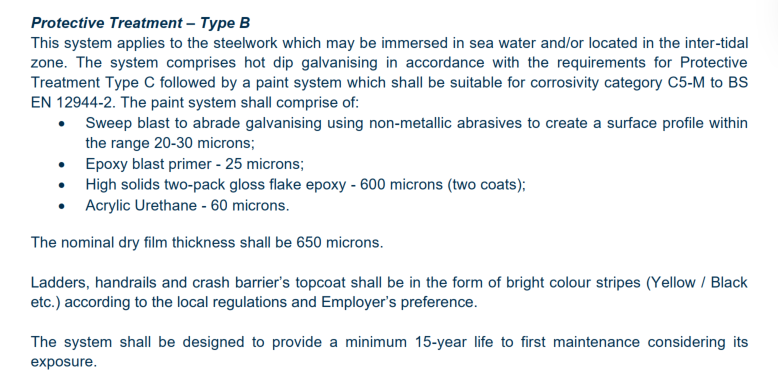 Protective Treatment – Type B
This system applies to the steelwork which may be immersed in sea water and/or located in the inter-tidal
zone. The system comprises hot dip galvanising in accordance with the requirements for Protective
Treatment Type C followed by a paint system which shall be suitable for corrosivity category C5-M to BS
EN 12944-2. The paint system shall comprise of:
• Sweep blast to abrade galvanising using non-metallic abrasives to create a surface profile within
the range 20-30 microns;
• Epoxy blast primer - 25 microns;
• High solids two-pack gloss flake epoxy - 600 microns (two coats);
• Acrylic Urethane - 60 microns.
The nominal dry film thickness shall be 650 microns.
Ladders, handrails and crash barrier’s topcoat shall be in the form of bright colour stripes (Yellow / Black
etc.) according to the local regulations and Employer’s preference.
The system shall be designed to provide a minimum 15-year life to first maintenance considering its
exposure.